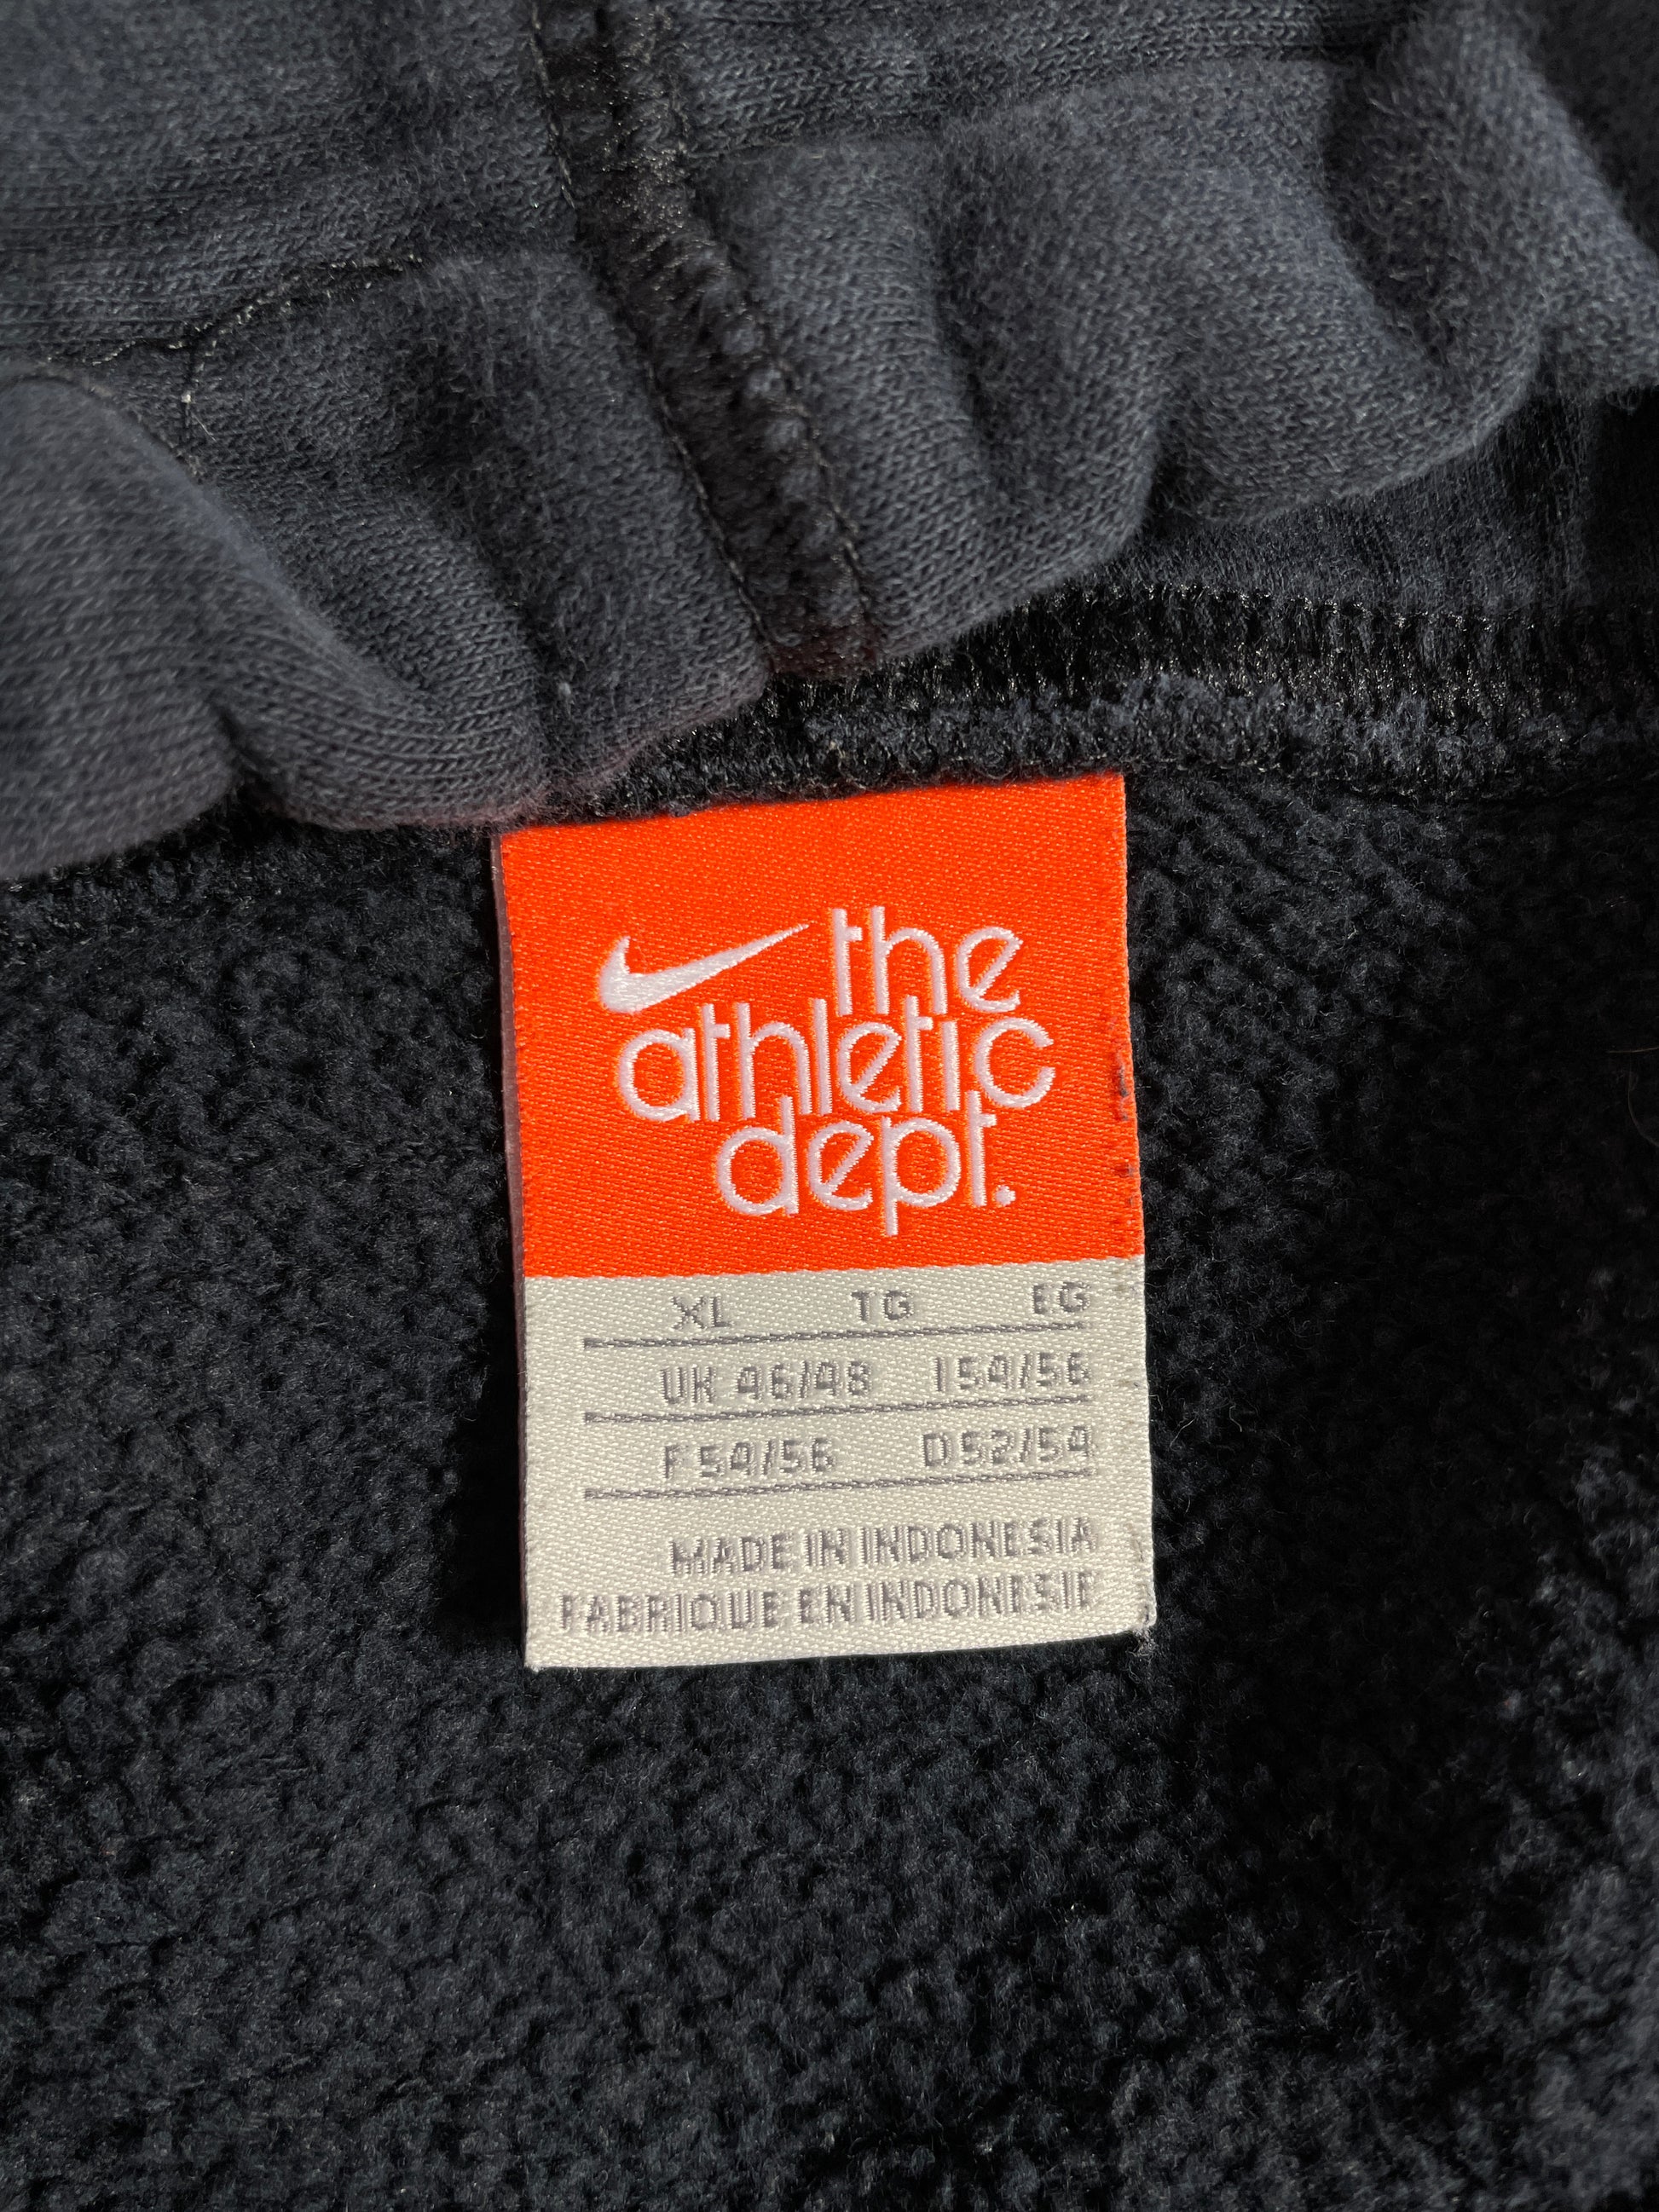 the
athletic
dept.
XL TG EG
UK 46/48 I 54/56
F 54/56 D 52/54
MADE IN INDONESIA
FABRIQUE EN INDONESIE